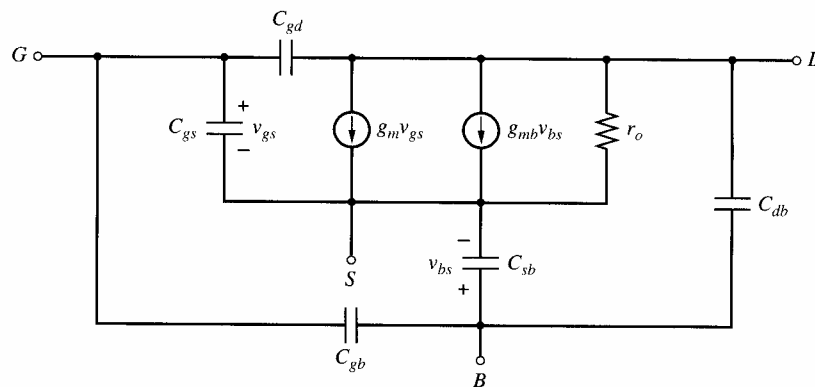 C_gd
G
D
+
C_gs
v_gs
−
g_m v_gs
g_mb v_bs
r_o
C_db
−
v_bs
C_sb
+
S
C_gb
B